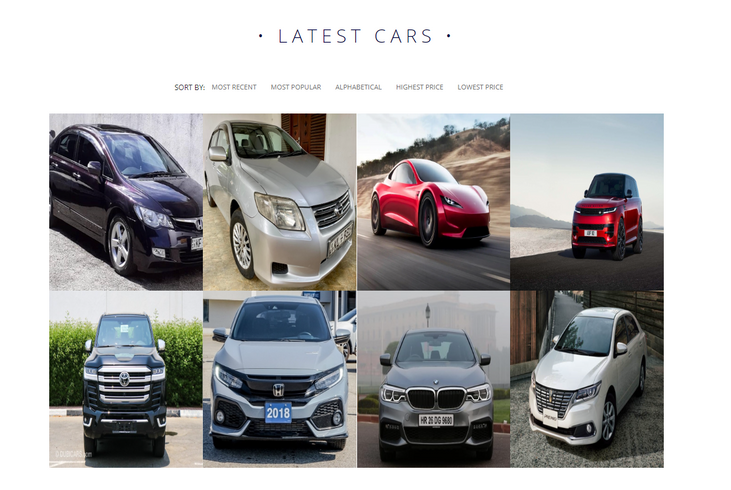 • LATEST CARS •
SORT BY: MOST RECENT MOST POPULAR ALPHABETICAL HIGHEST PRICE LOWEST PRICE
2018
HR 26 DG 9680